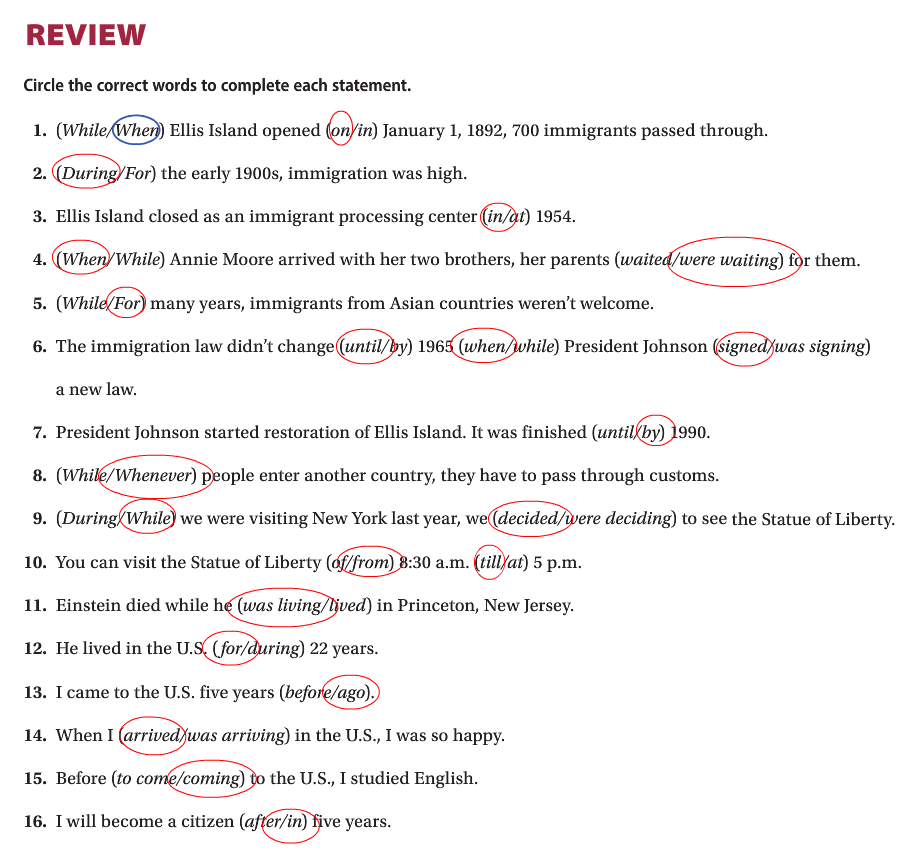 REVIEW
Circle the correct words to complete each statement.
1. (While/When) Ellis Island opened (on/in) January 1, 1892, 700 immigrants passed through.
2. (During/For) the early 1900s, immigration was high.
3. Ellis Island closed as an immigrant processing center (in/at) 1954.
4. (When/While) Annie Moore arrived with her two brothers, her parents (waited/were waiting) for them.
5. (While/For) many years, immigrants from Asian countries weren't welcome.
6. The immigration law didn't change (until/by) 1965 (when/while) President Johnson (signed/was signing)
a new law.
7. President Johnson started restoration of Ellis Island. It was finished (until/by) 1990.
8. (While/Whenever) people enter another country, they have to pass through customs.
9. (During/While) we were visiting New York last year, we (decided/were deciding) to see the Statue of Liberty.
10. You can visit the Statue of Liberty (of/from) 8:30 a.m. (till/at) 5 p.m.
11. Einstein died while he (was living/lived) in Princeton, New Jersey.
12. He lived in the U.S. (for/during) 22 years.
13. I came to the U.S. five years (before/ago).
14. When I (arrived/was arriving) in the U.S., I was so happy.
15. Before (to come/coming) to the U.S., I studied English.
16. I will become a citizen (after/in) five years.